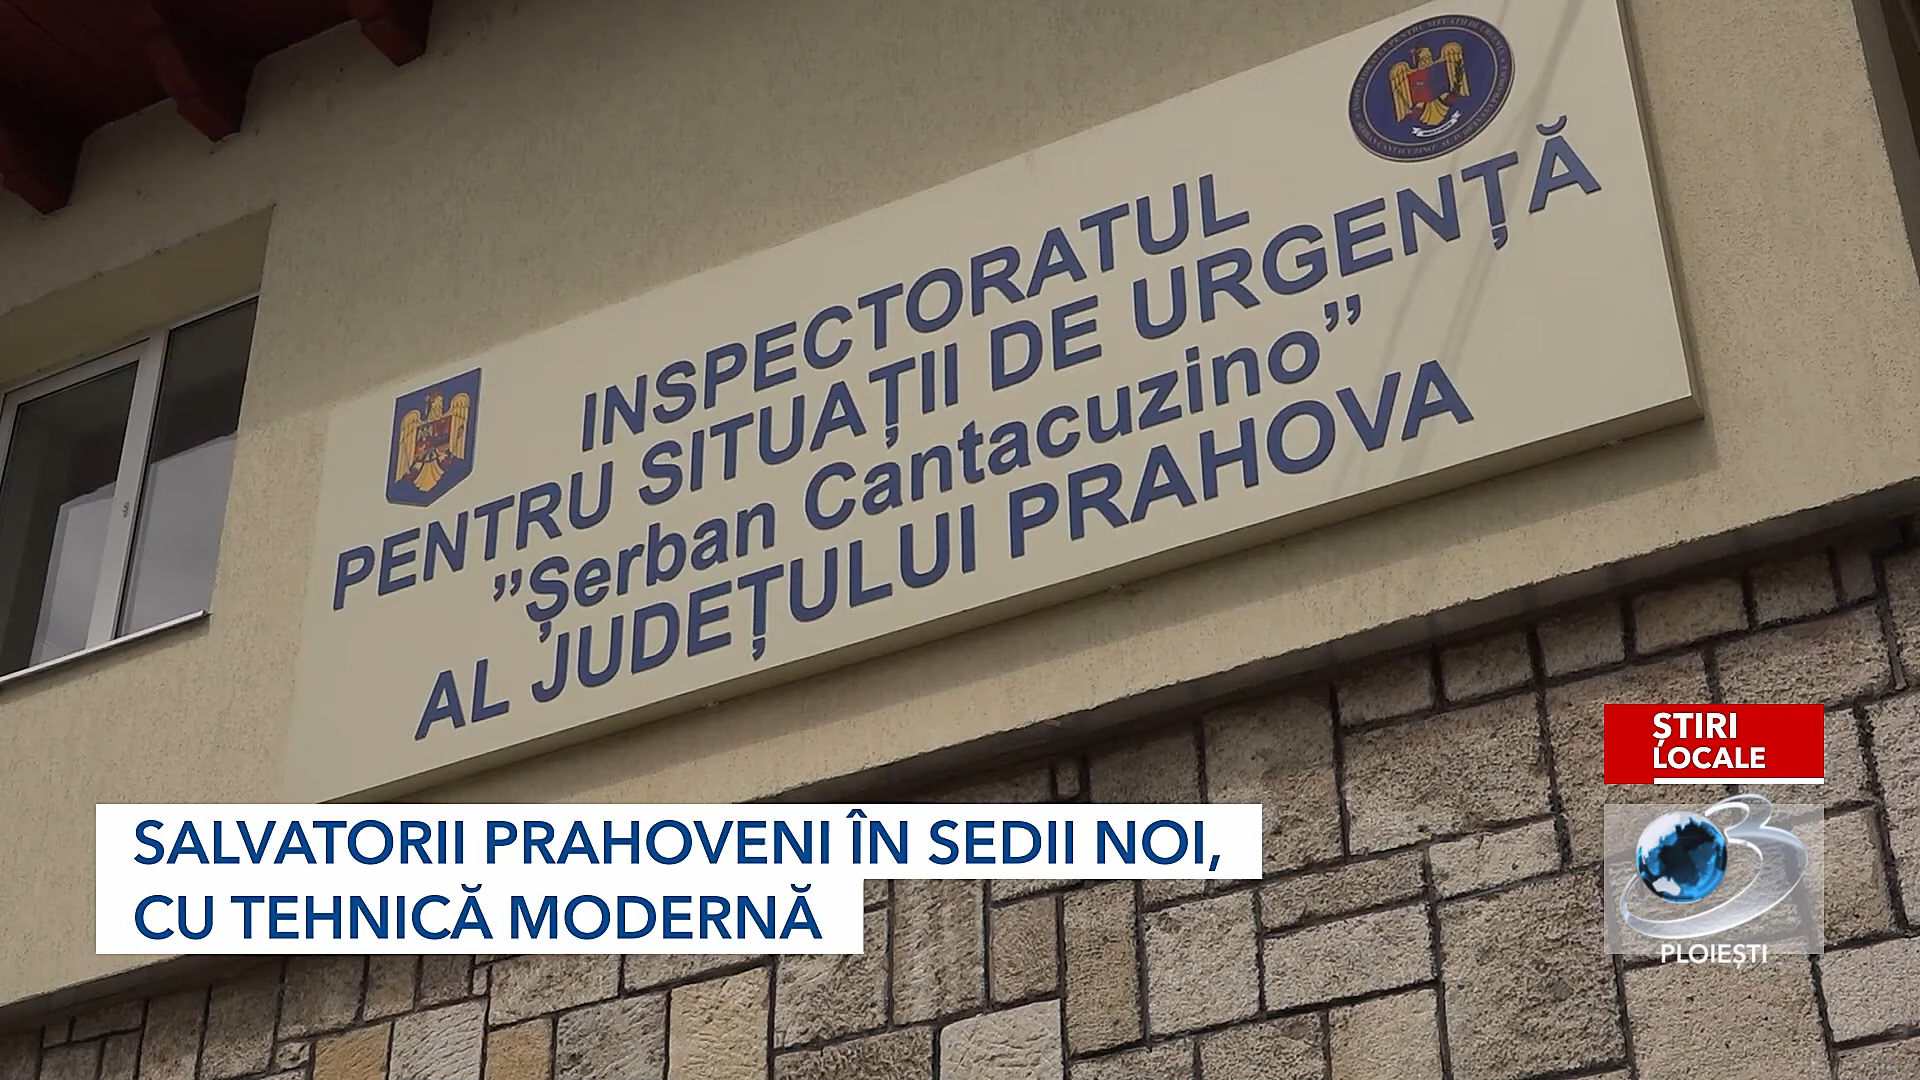 INSPECTORATUL
PENTRU SITUAȚII DE URGENȚĂ
”Șerban Cantacuzino”
AL JUDEȚULUI PRAHOVA
ȘTIRI
LOCALE
SALVATORII PRAHOVENI ÎN SEDII NOI,
CU TEHNICĂ MODERNĂ
3
PLOIEȘTI